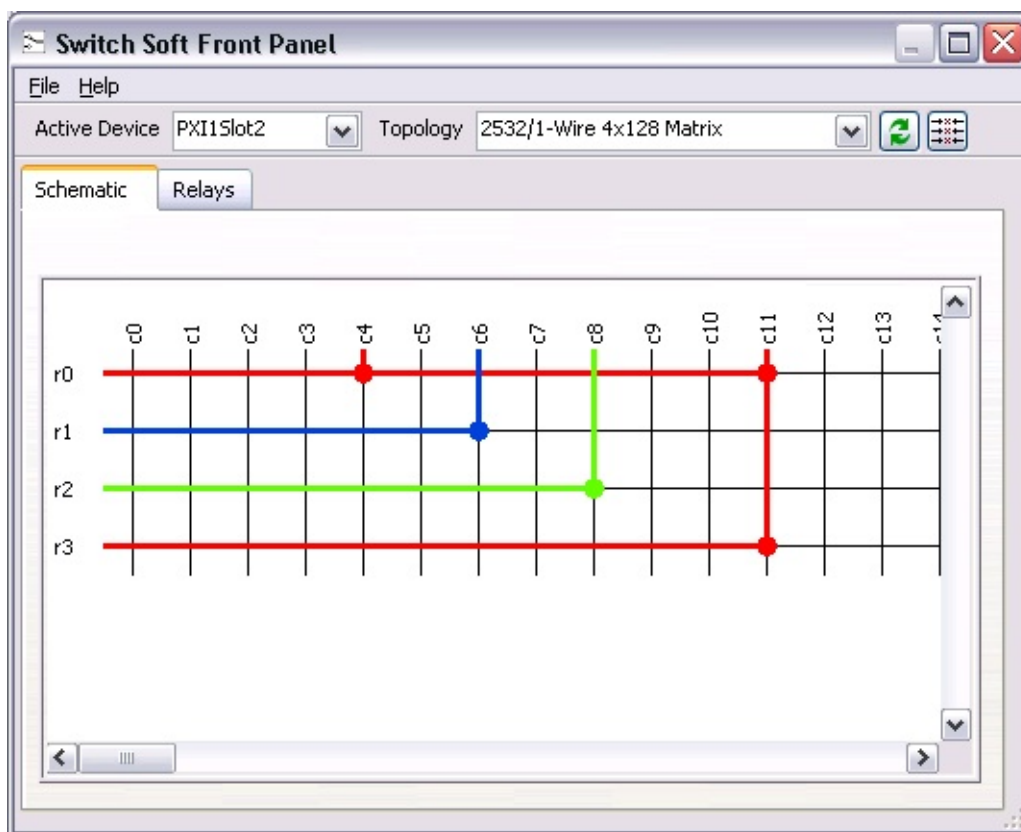 Switch Soft Front Panel
File Help
Active Device PXI1Slot2 Topology 2532/1-Wire 4x128 Matrix
Schematic Relays
c0 c1 c2 c3 c4 c5 c6 c7 c8 c9 c10 c11 c12 c13 c14
r0
r1
r2
r3